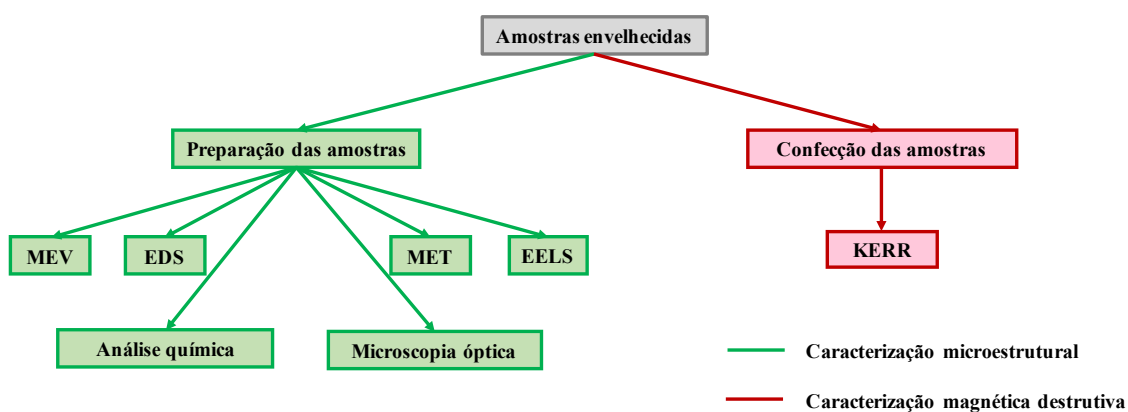 Amostras envelhecidas
Preparação das amostras
Confecção das amostras
MEV
EDS
MET
EELS
KERR
Análise química
Microscopia óptica
Caracterização microestrutural
Caracterização magnética destrutiva